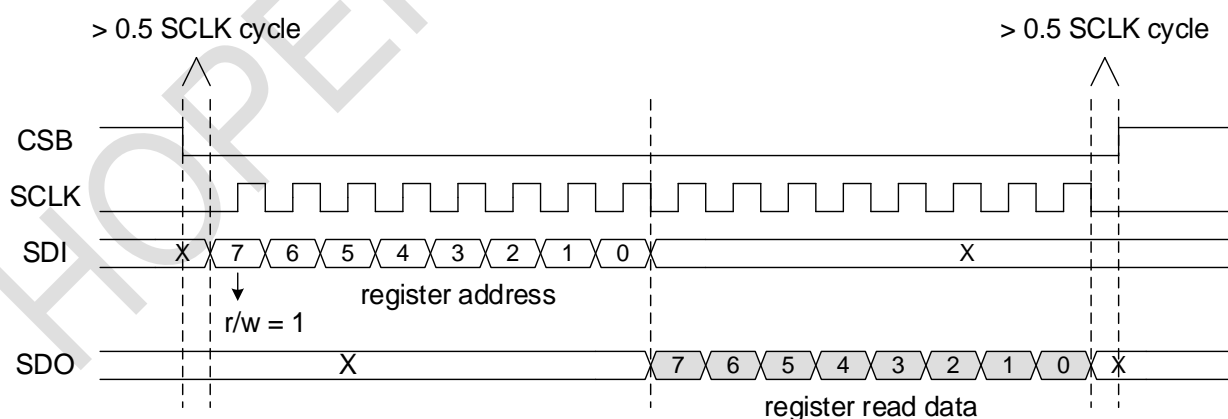 > 0.5 SCLK cycle > 0.5 SCLK cycle
CSB
SCLK
SDI X 7 6 5 4 3 2 1 0 X
register address
r/w = 1
SDO X 7 6 5 4 3 2 1 0 X
register read data